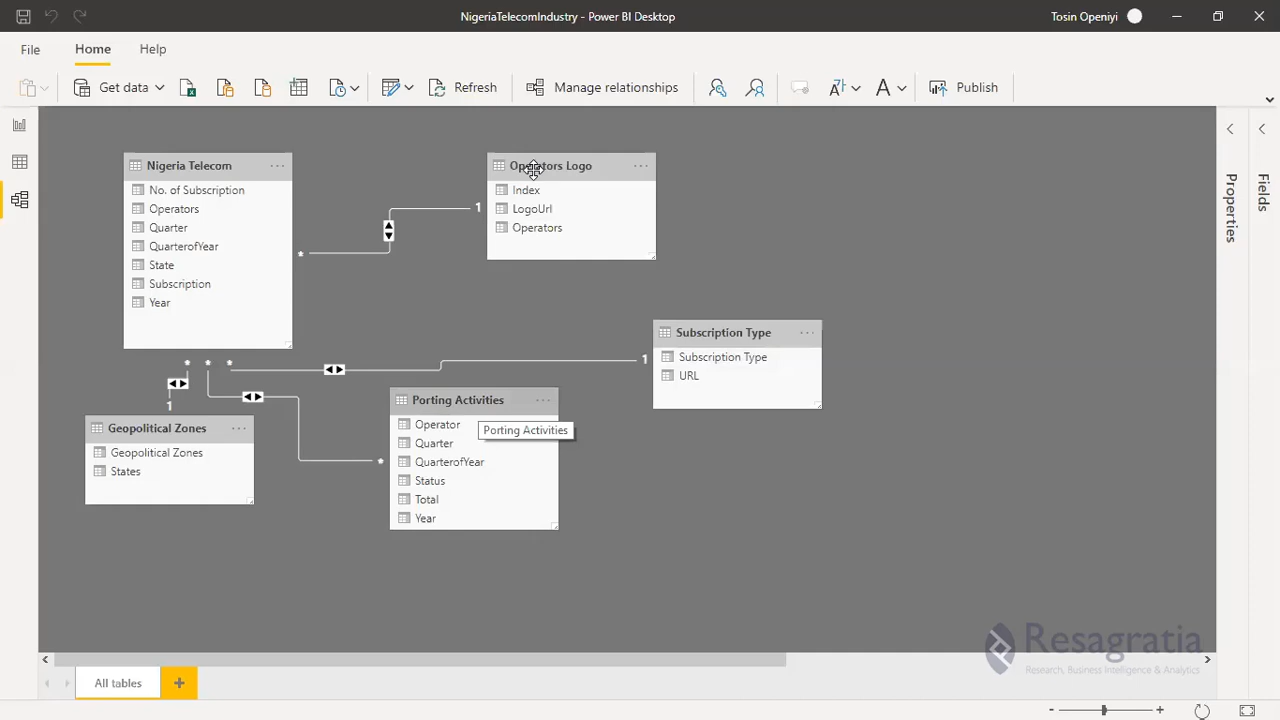 NigeriaTelecomIndustry - Power BI Desktop
Tosin Openiyi
File
Home
Help
Get data
Refresh
Manage relationships
Publish
Nigeria Telecom
No. of Subscription
Operators
Quarter
QuarterofYear
State
Subscription
Year
Operators Logo
Index
LogoUrl
Operators
1
*
Subscription Type
Subscription Type
URL
1
* * *
1
Geopolitical Zones
Geopolitical Zones
States
Porting Activities
Operator
Quarter
QuarterofYear
Status
Total
Year
Porting Activities
*
Properties
Fields
Resagratia
Research, Business Intelligence & Analytics
All tables